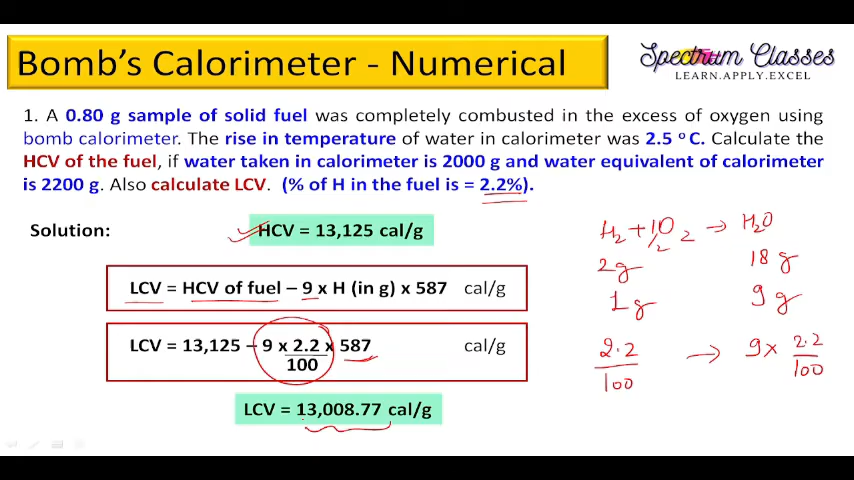 Bomb's Calorimeter - Numerical
Spectrum Classes
LEARN.APPLY.EXCEL
1. A 0.80 g sample of solid fuel was completely combusted in the excess of oxygen using
bomb calorimeter. The rise in temperature of water in calorimeter was 2.5 ᵒ C. Calculate the
HCV of the fuel, if water taken in calorimeter is 2000 g and water equivalent of calorimeter
is 2200 g. Also calculate LCV. (% of H in the fuel is = 2.2%).
Solution:
HCV = 13,125 cal/g
LCV = HCV of fuel – 9 x H (in g) x 587 cal/g
LCV = 13,125 – 9 x 2.2 x 587 cal/g
100
LCV = 13,008.77 cal/g
H₂ + 1/2 O₂ → H₂O
2g 18 g
1g 9 g
2.2/100 → 9 × 2.2/100